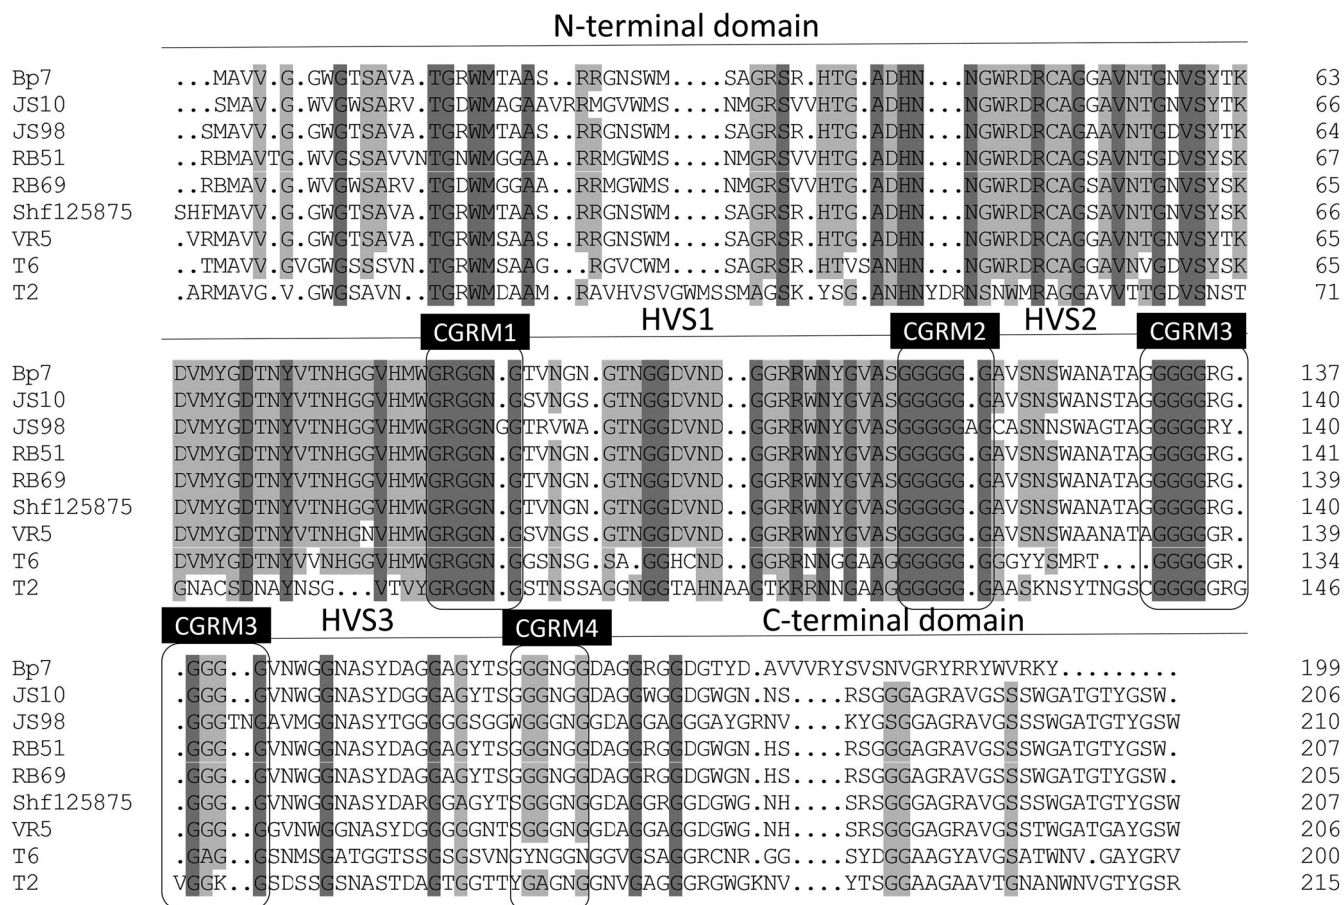 N-terminal domain
Bp7 ...MAVV.G.GWGTSAVA.TGRWMTAAS..RRGNSWM....SAGRSR.HTG.ADHN...NGWRDRCAGGAVNTGNVSYTK 63
JS10 ...SMAV.G.WVGWSARV.TGDWMAGAAVRRMGVWMS....NMGRSVVHTG.ADHN...NGWRDRCAGGAVNTGNVSYTK 66
JS98 ..SMAVV.G.GWGTSAVA.TGRWMTAAS..RRGNSWM....SAGRSR.HTG.ADHN...NGWRDRCAGAAVNTGDVSYTK 64
RB51 ..RBMAVTG.WVGSSAVVNTGNWMGGAA..RRMGWMS....NMGRSVVHTG.ADHN...NGWRDRCAGSAVNTGDVSYSK 67
RB69 ..RBMAV.G.WVGWSARV.TGDWMGGAA..RRMGWMS....NMGRSVVHTG.ADHN...NGWRDRCAGSAVNTGDVSYSK 65
Shf125875 SHFMAVV.G.GWGTSAVA.TGRWMTAAS..RRGNSWM....SAGRSR.HTG.ADHN...NGWRDRCAGSAVNTGNVSYSK 66
VR5 .VRMAVV.G.GWGTSAVA.TGRWMSAAS..RRGNSWM....SAGRSR.HTG.ADHN...NGWRDRCAGGAVNTGNVSYTK 65
T6 ..TMAVV.GVGWGSSSVN.TGRWMSAAG...RGVCWM....SAGRSR.HTVSANHN...NGWRDRCAGGAVNVGDVSYSK 65
T2 .ARMAVG.V.GWGSAVN..TGRWMDAAM..RAVHVSVGWMSSMAGSK.YSG.ANHNYDRNSNWMRAGGAVVTTGDVSNST 71
CGRM1 HVS1 CGRM2 HVS2 CGRM3
Bp7 DVMYGDTNYVTNHGGVHMWGRGGN.GTVNGN.GTNGGDVND..GGRRWNYGVASGGGGG.GAVSNSWANATAGGGGGRG. 137
JS10 DVMYGDTNYVTNHGGVHMWGRGGN.GSVNGS.GTNGGDVND..GGRRWNYGVASGGGGG.GAVSNSWANSTAGGGGGRG. 140
JS98 DVMYGDTNYVTNHGGVHMWGRGGNGGTRVWA.GTNGGDVND..GGRRWNYGVASGGGGGAGCASNNSWAGTAGGGGGRY. 140
RB51 DVMYGDTNYVTNHGGVHMWGRGGN.GTVNGN.GTNGGDVND..GGRRWNYGVASGGGGG.GAVSNSWANATAGGGGGRG. 141
RB69 DVMYGDTNYVTNHGGVHMWGRGGN.GTVNGN.GTNGGDVND..GGRRWNYGVASGGGGG.GAVSNSWANATAGGGGGRG. 139
Shf125875 DVMYGDTNYVTNHGGVHMWGRGGN.GTVNGN.GTNGGDVND..GGRRWNYGVASGGGGG.GAVSNSWANATAGGGGGRG. 140
VR5 DVMYGDTNYVTNHGNVHMWGRGGN.GSVNGS.GTNGGDVND..GGRRWNYGVASGGGGG.GAVSNSWAANATAGGGGGR. 139
T6 DVMYGDTNYVVNHGGVHMWGRGGN.GGSNSG.SA.GGHCND..GGRRNNGGAAGGGGGG.GGGYYSMRT....GGGGGR. 134
T2 GNACSDNAYNSG...VTVYGRGGN.GSTNSSAGGNGGTAHNAAGTKRRNNGAAGGGGGG.GAASKNSYTNGSCGGGGGRG 146
CGRM3 HVS3 CGRM4 C-terminal domain
Bp7 .GGG..GVNWGGNASYDAGGAGYTSGGGNGGDAGGRGGDGTYD.AVVVRYSVSNVGRYRRYWVRKY......... 199
JS10 .GGG..GVNWGGNASYDGGGAGYTSGGGNGGDAGGWGGDGWGN.NS....RSGGGAGRAVGSSSWGATGTYGSW. 206
JS98 .GGGTNGAVMGGNASYTGGGGGSGGWGGGNGGDAGGAGGGAYGRNV....KYGSGGAGRAVGSSSWGATGTYGSW 210
RB51 .GGG..GVNWGGNASYDAGGAGYTSGGGNGGDAGGRGGDGWGN.HS....RSGGGAGRAVGSSSWGATGTYGSW. 207
RB69 .GGG..GVNWGGNASYDAGGAGYTSGGGNGGDAGGRGGDGWGN.HS....RSGGGAGRAVGSSSWGATGTYGSW. 205
Shf125875 .GGG..GVNWGGNASYDARGGAGYTSGGGNGGDAGGRGGDGWG.NH....SRSGGGAGRAVGSSSWGATGTYGSW 207
VR5 .GGG..GGVNWGGNASYDGGGGGNTSGGGNGGDAGGAGGDGWG.NH....SRSGGGAGRAVGSSTWGATGAYGSW 206
T6 .GAG..GSNMSGATGGTSSGSGSVNGYNGGNGGVGSAGGRCNR.GG....SYDGGAAGYAVGSATWNV.GAYGRV 200
T2 VGGK..GSDSSGSNASTDAGTGGTTYGAGNGGNVGAGGGRGWGKNV....YTSGGAAGAAVTGNANWNVGTYGSR 215